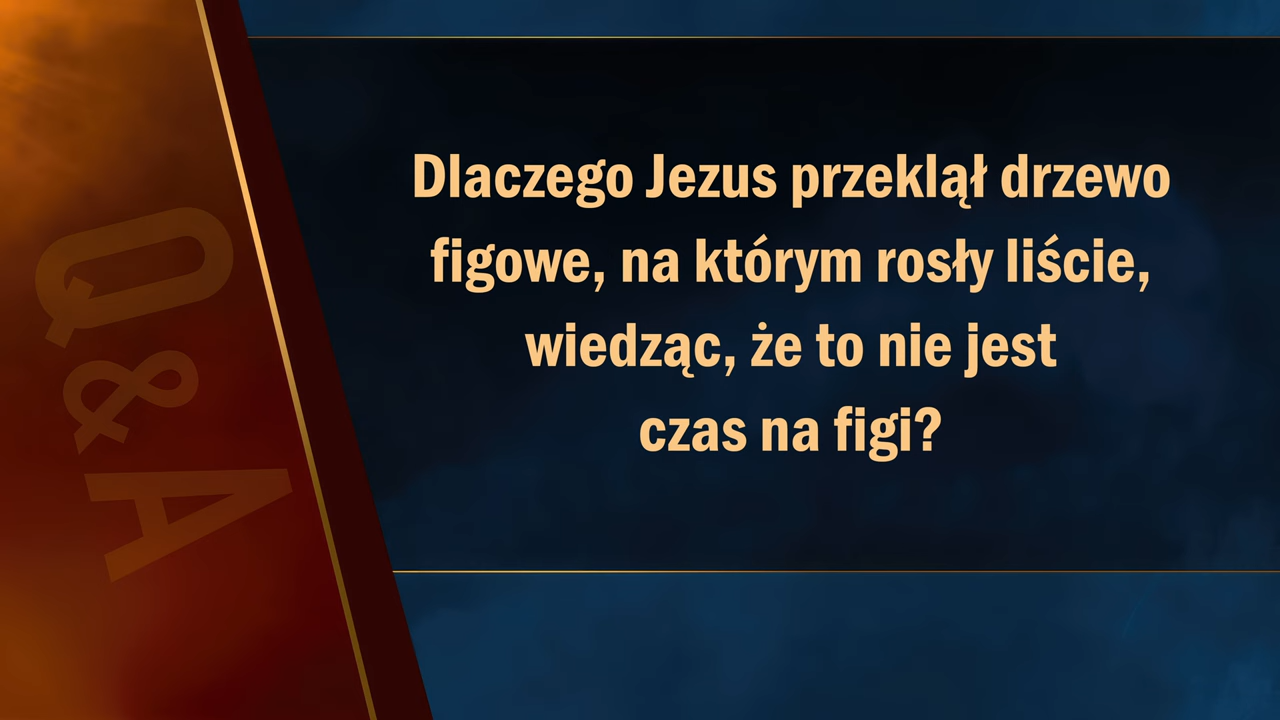 Q&A
Dlaczego Jezus przeklął drzewo
figowe, na którym rosły liście,
wiedząc, że to nie jest
czas na figi?